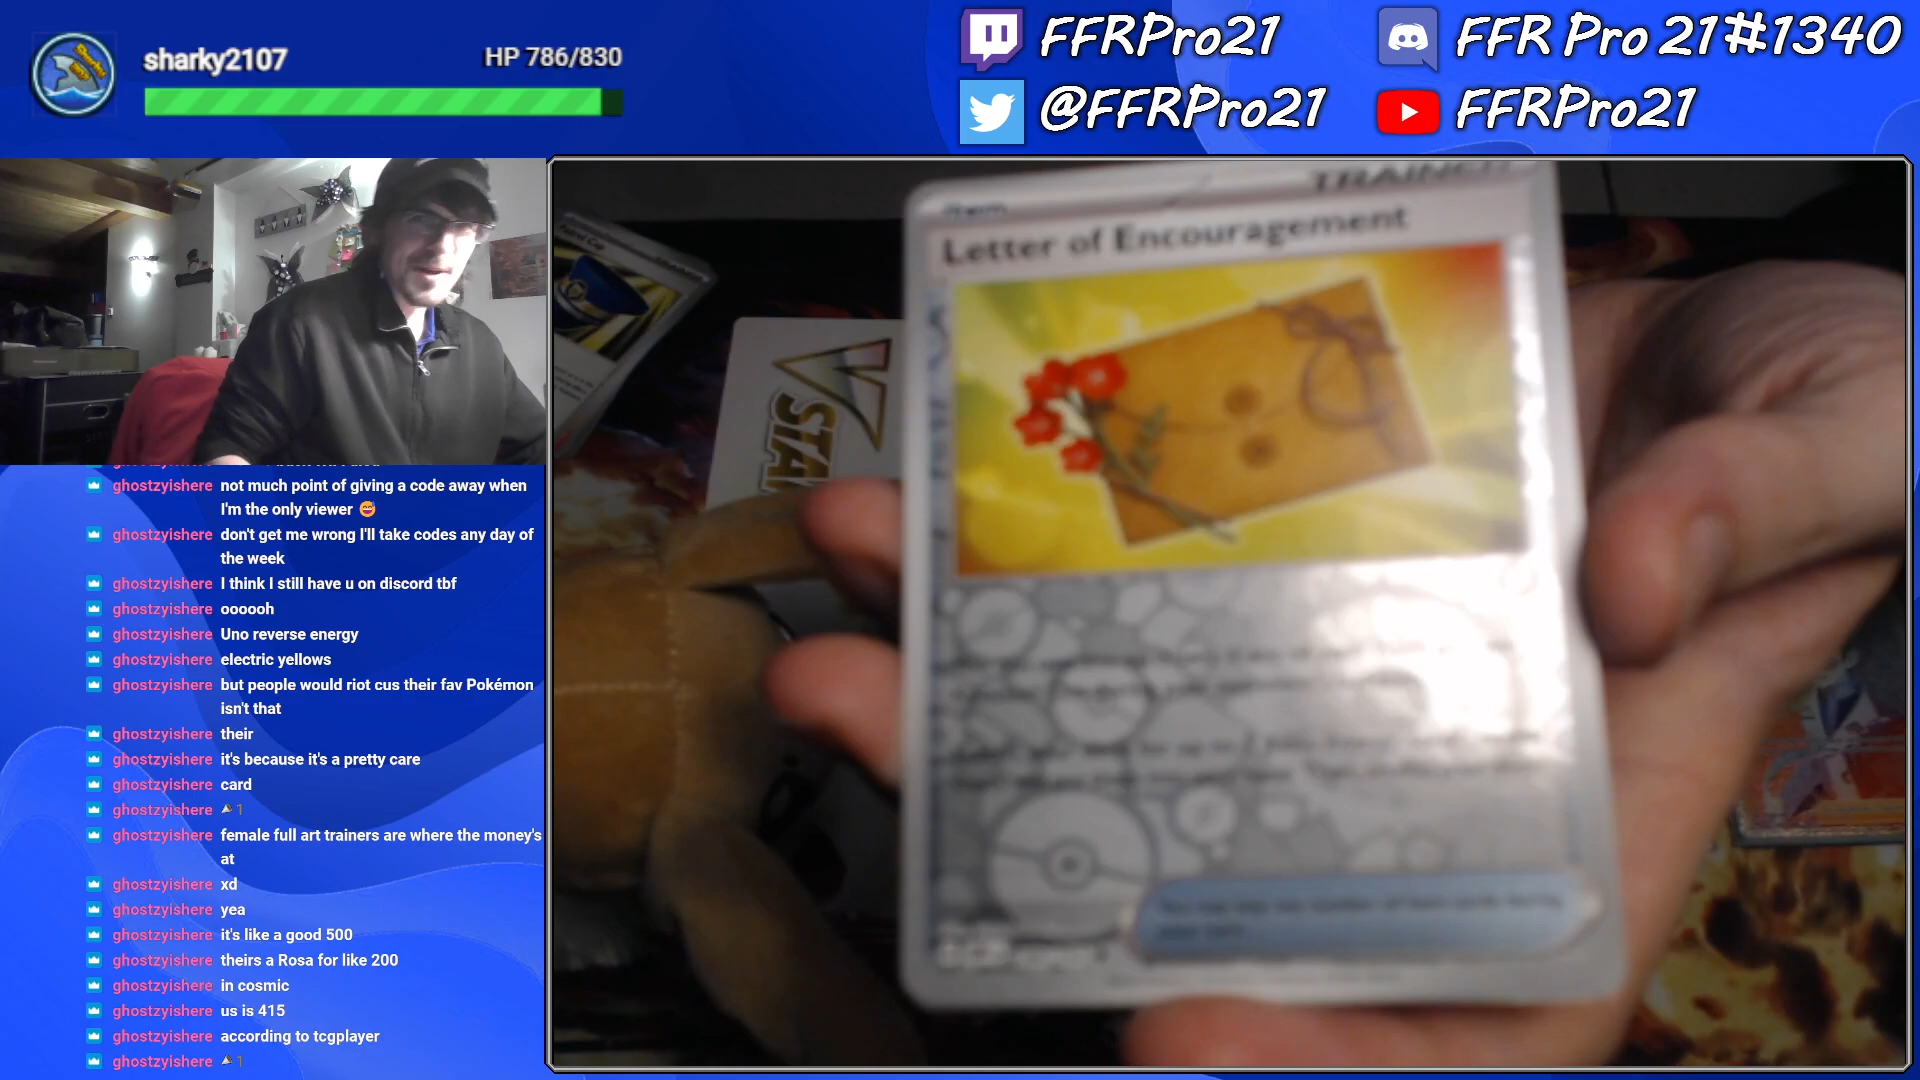 sharky2107
HP 786/830
FFRPro21
FFR Pro 21#1340
@FFRPro21
FFRPro21
ghostzyishere not much point of giving a code away when
I'm the only viewer 😅
ghostzyishere don't get me wrong I'll take codes any day of
the week
ghostzyishere I think I still have u on discord tbf
ghostzyishere oooooh
ghostzyishere Uno reverse energy
ghostzyishere electric yellows
ghostzyishere but people would riot cus their fav Pokémon
isn't that
ghostzyishere their
ghostzyishere it's because it's a pretty care
ghostzyishere card
ghostzyishere 1
ghostzyishere female full art trainers are where the money's
at
ghostzyishere xd
ghostzyishere yea
ghostzyishere it's like a good 500
ghostzyishere theirs a Rosa for like 200
ghostzyishere in cosmic
ghostzyishere us is 415
ghostzyishere according to tcgplayer
ghostzyishere 1
TRAINER
Item
Letter of Encouragement
V
STAR